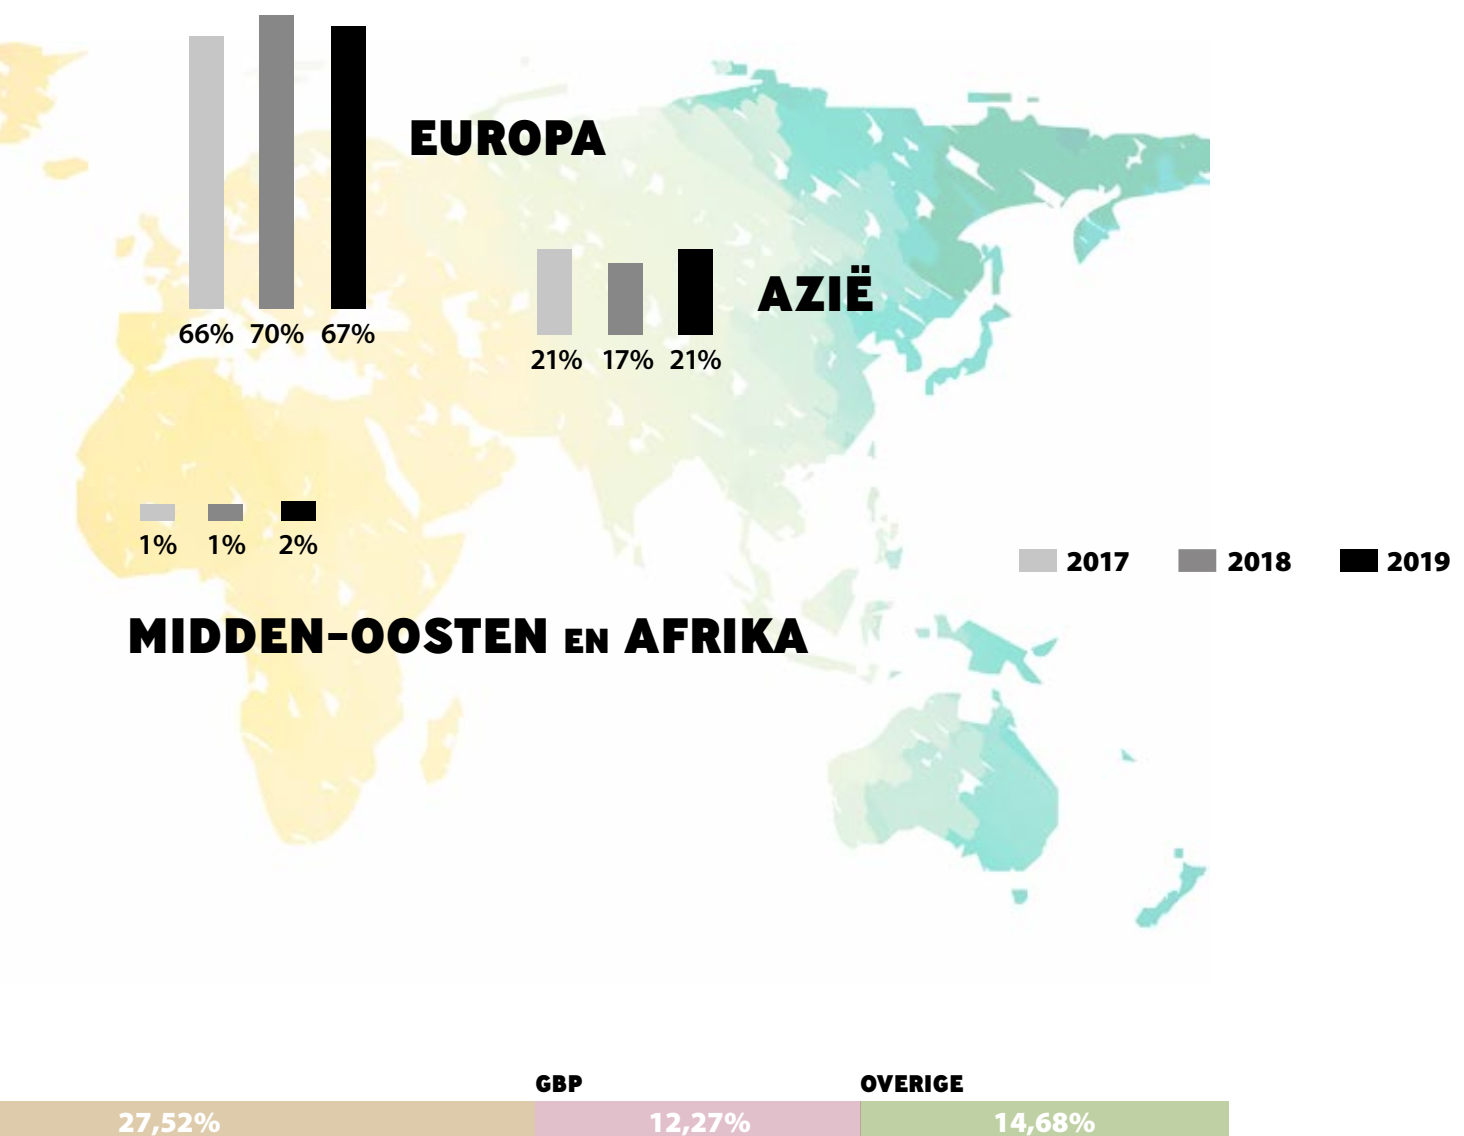 EUROPA
66% 70% 67%
AZIË
21% 17% 21%
1% 1% 2%
2017 2018 2019
MIDDEN-OOSTEN EN AFRIKA
GBP OVERIGE
27,52% 12,27% 14,68%